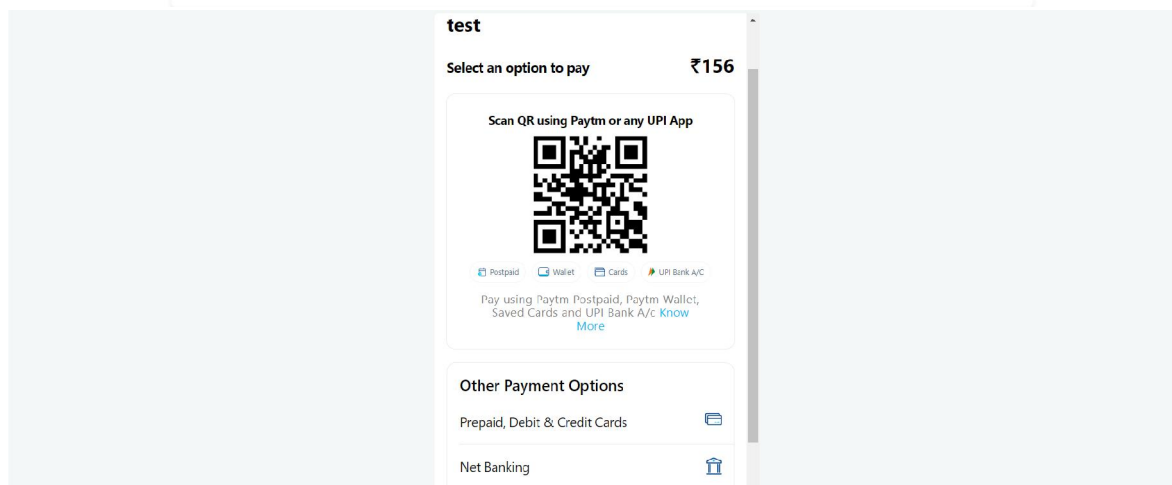 test
Select an option to pay ₹156
Scan QR using Paytm or any UPI App
Postpaid Wallet Cards UPI Bank A/C
Pay using Paytm Postpaid, Paytm Wallet,
Saved Cards and UPI Bank A/c Know
More
Other Payment Options
Prepaid, Debit & Credit Cards
Net Banking